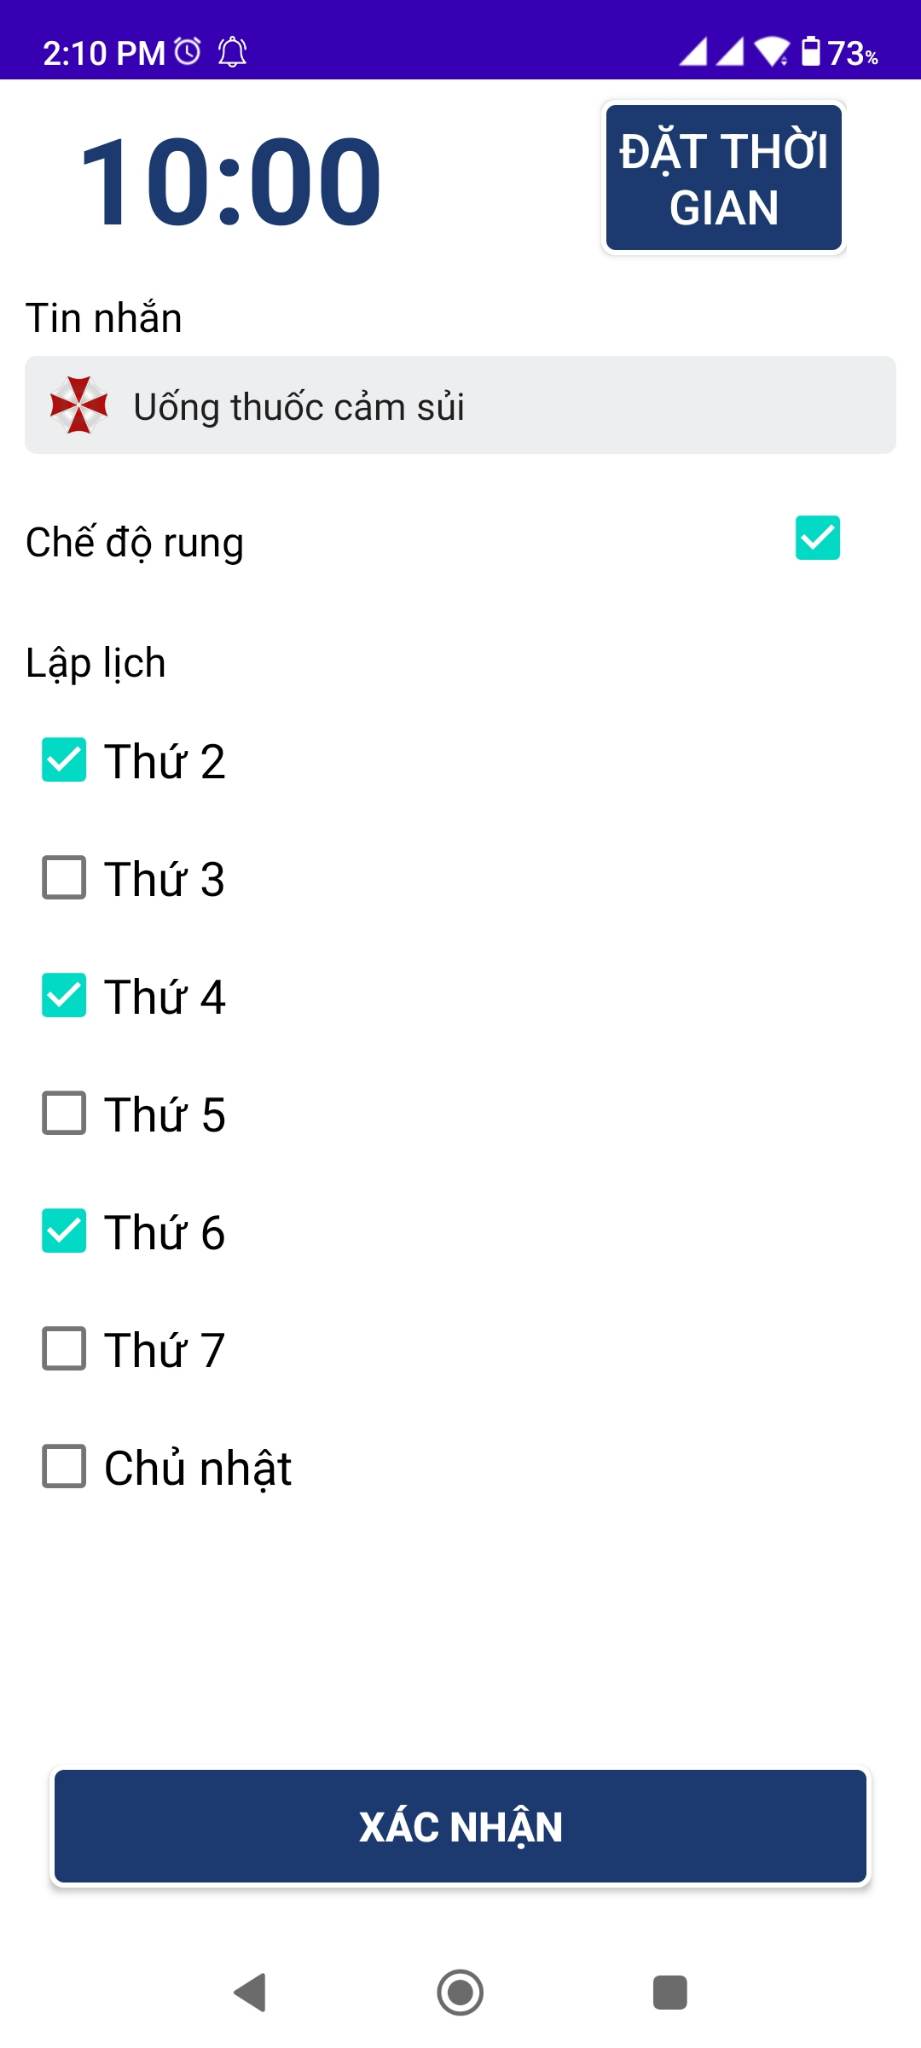 2:10 PM
73%
10:00
ĐẶT THỜI
GIAN
Tin nhắn
Uống thuốc cảm sủi
Chế độ rung
Lập lịch
Thứ 2
Thứ 3
Thứ 4
Thứ 5
Thứ 6
Thứ 7
Chủ nhật
XÁC NHẬN